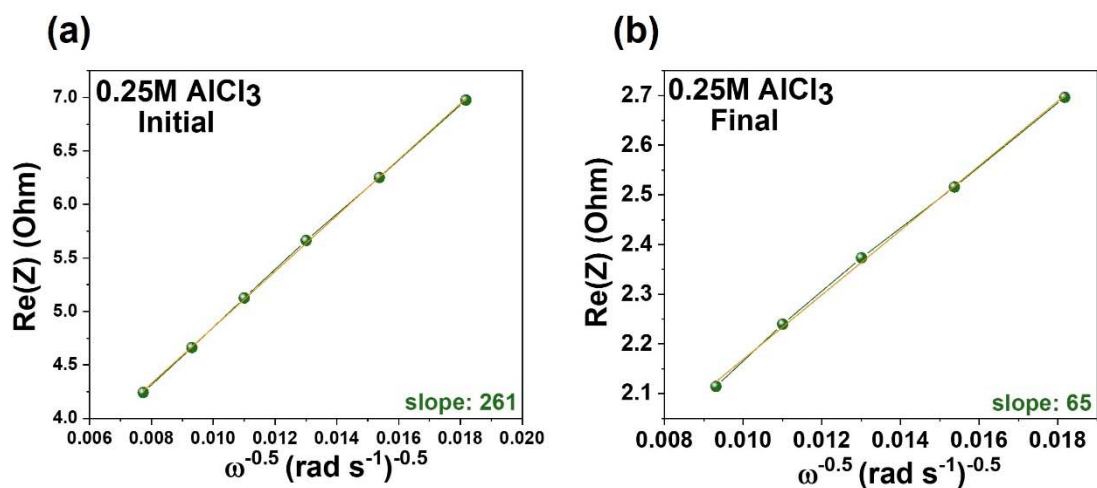 (a)
0.25M AlCl3
Initial
Re(Z) (Ohm)
7.0
6.5
6.0
5.5
5.0
4.5
4.0
slope: 261
0.006 0.008 0.010 0.012 0.014 0.016 0.018 0.020
ω-0.5 (rad s-1)-0.5
(b)
0.25M AlCl3
Final
Re(Z) (Ohm)
2.7
2.6
2.5
2.4
2.3
2.2
2.1
slope: 65
0.008 0.010 0.012 0.014 0.016 0.018
ω-0.5 (rad s-1)-0.5